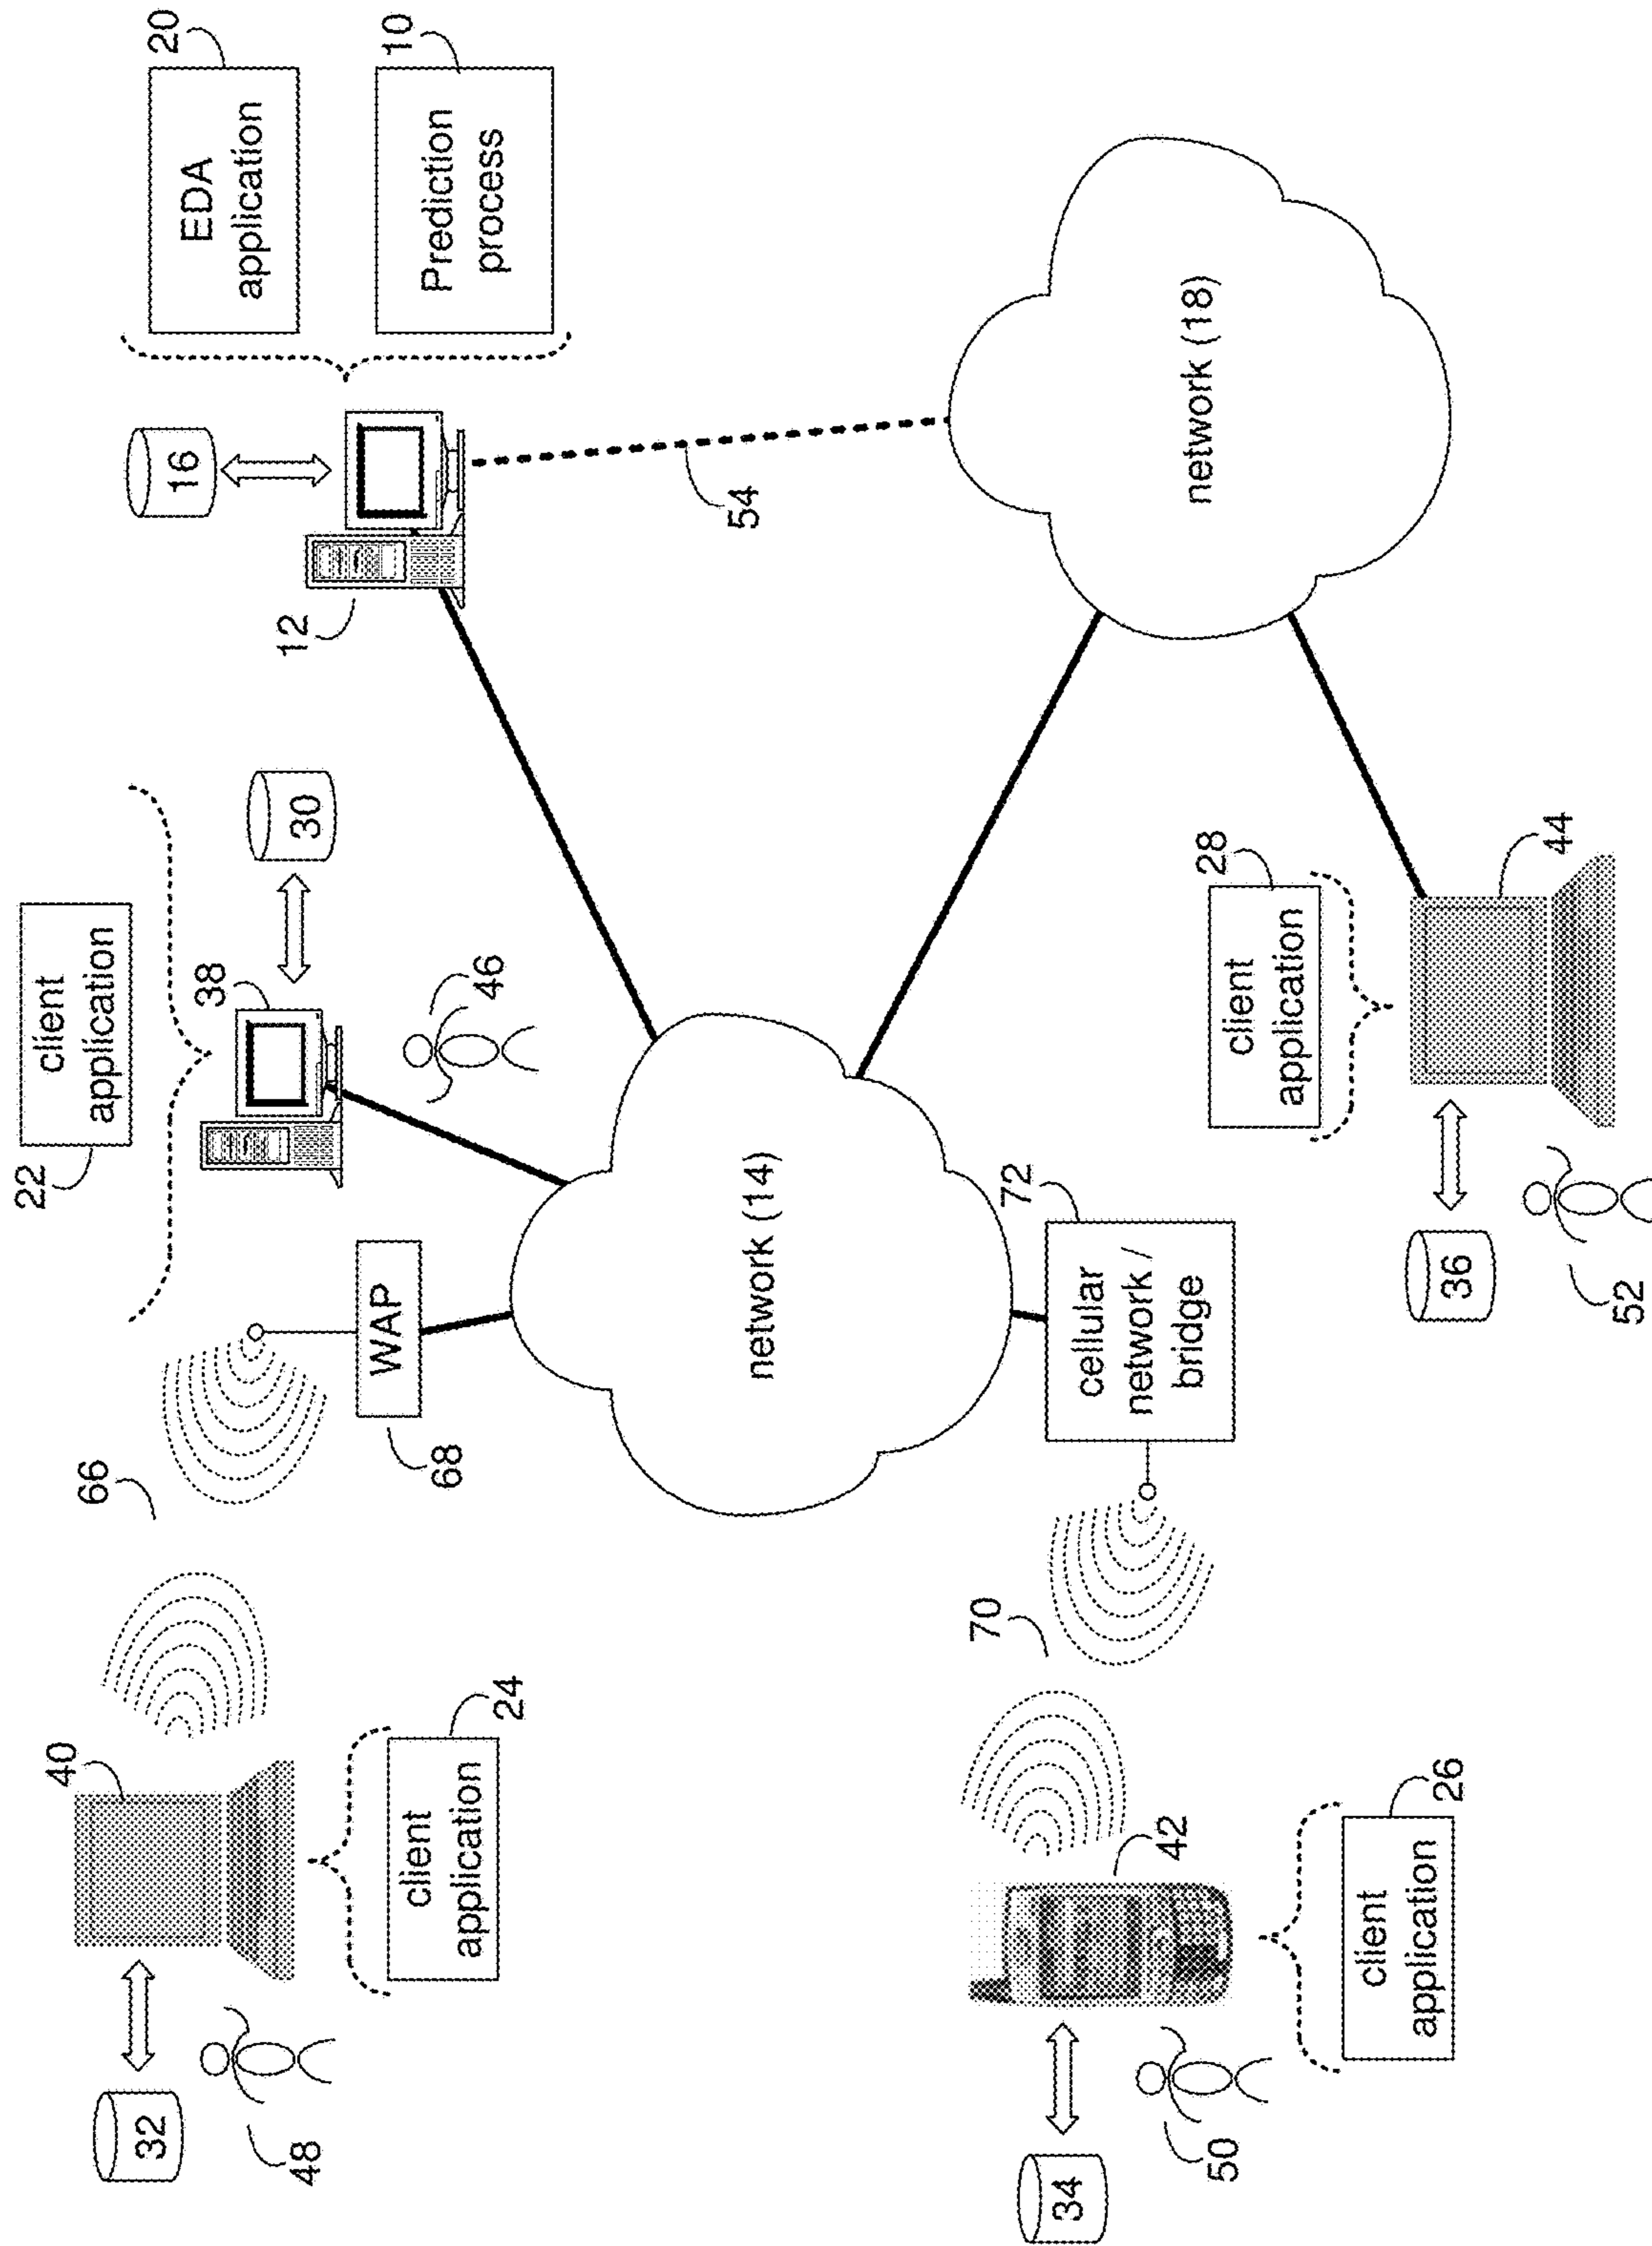 32
48
40
66
24
client
application
22
client
application
38
30
46
WAP
68
16
12
20
EDA
application
10
Prediction
process
54
network (14)
network (18)
34
50
42
70
26
client
application
72
cellular
network /
bridge
28
client
application
36
52
44